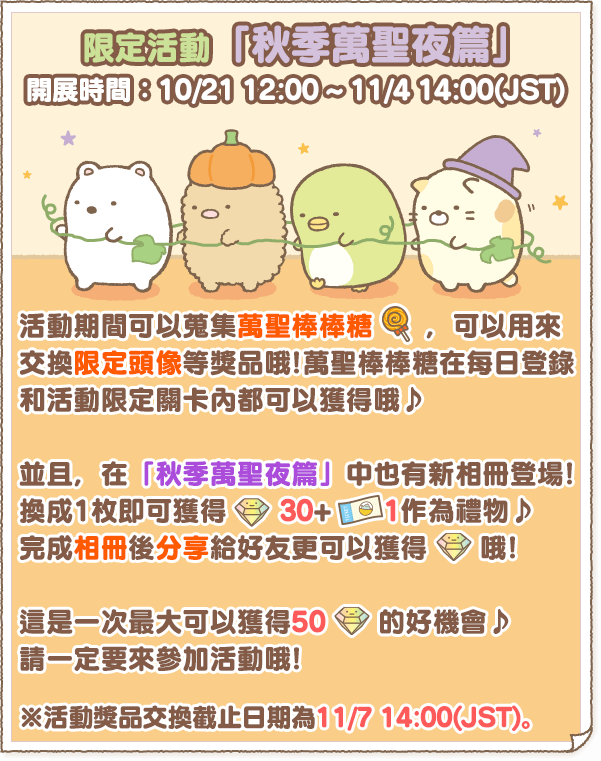 限定活動「秋季萬聖夜篇」
開展時間：10/21 12:00～11/4 14:00(JST)
活動期間可以蒐集萬聖棒棒糖 ，可以用來
交換限定頭像等獎品哦!萬聖棒棒糖在每日登錄
和活動限定關卡內都可以獲得哦♪
並且，在「秋季萬聖夜篇」中也有新相冊登場!
換成1枚即可獲得 30+ 1作為禮物♪
完成相冊後分享給好友更可以獲得 哦!
這是一次最大可以獲得50 的好機會♪
請一定要來參加活動哦!
※活動獎品交換截止日期為11/7 14:00(JST)。